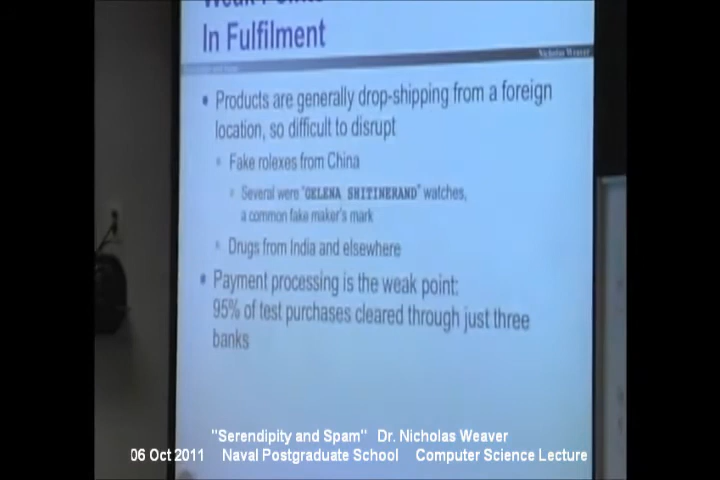 In Fulfilment
Nicholas Weaver
Products are generally drop-shipping from a foreign
location, so difficult to disrupt
Fake rolexes from China
Several were "GELENA SHITINERAND" watches,
a common fake maker's mark
Drugs from India and elsewhere
Payment processing is the weak point:
95% of test purchases cleared through just three
banks
"Serendipity and Spam" Dr. Nicholas Weaver
06 Oct 2011 Naval Postgraduate School Computer Science Lecture